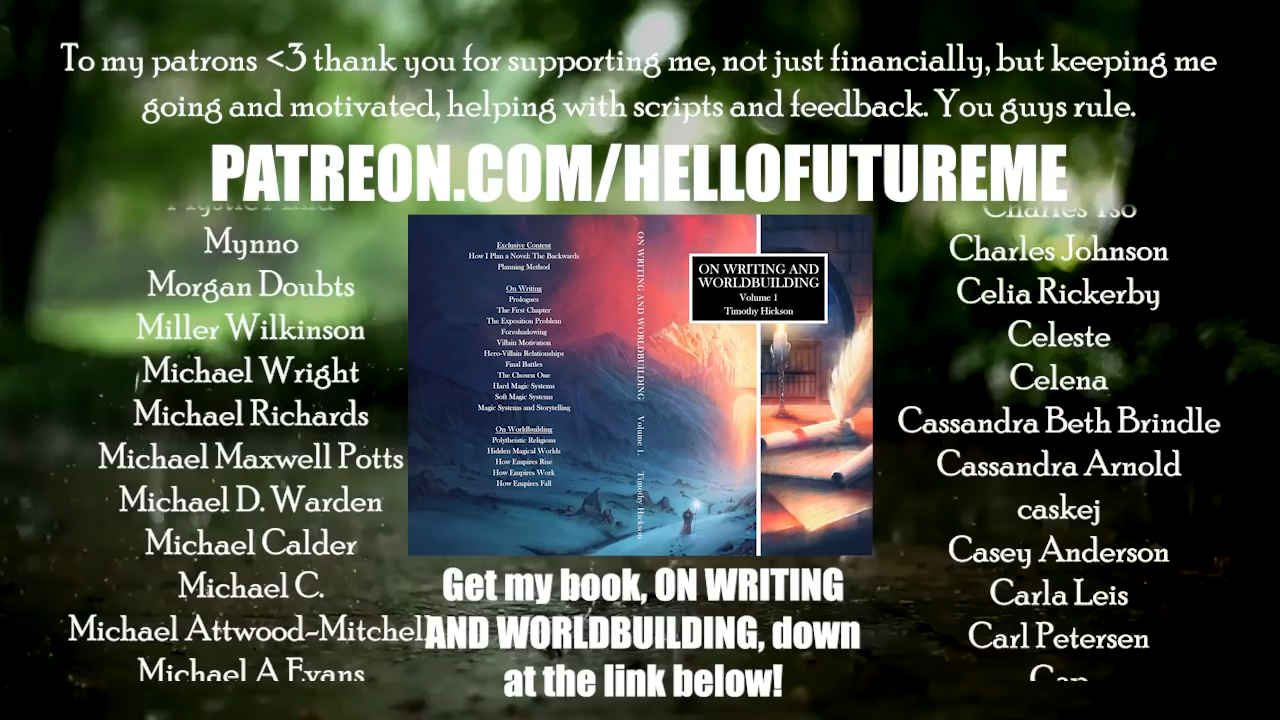 To my patrons <3 thank you for supporting me, not just financially, but keeping me
going and motivated, helping with scripts and feedback. You guys rule.
PATREON.COM/HELLOFUTUREME
Mynno
Morgan Doubts
Miller Wilkinson
Michael Wright
Michael Richards
Michael Maxwell Potts
Michael D. Warden
Michael Calder
Michael C.
Michael Attwood-Mitchell
Michael A Evans
Exclusive Content
How I Plan a Novel: The Backwards
Planning Method
On Writing
Prologues
The First Chapter
The Exposition Problem
Foreshadowing
Villain Motivation
Hero-Villain Relationships
Final Battles
The Chosen One
Hard Magic Systems
Soft Magic Systems
Magic Systems and Storytelling
On Worldbuilding
Polytheistic Religions
Hidden Magical Worlds
How Empires Rise
How Empires Work
How Empires Fall
ON WRITING AND WORLDBUILDING Volume 1. Timothy Hickson
ON WRITING AND
WORLDBUILDING
Volume 1
Timothy Hickson
Get my book, ON WRITING
AND WORLDBUILDING, down
at the link below!
Charles Tso
Charles Johnson
Celia Rickerby
Celeste
Celena
Cassandra Beth Brindle
Cassandra Arnold
caskej
Casey Anderson
Carla Leis
Carl Petersen